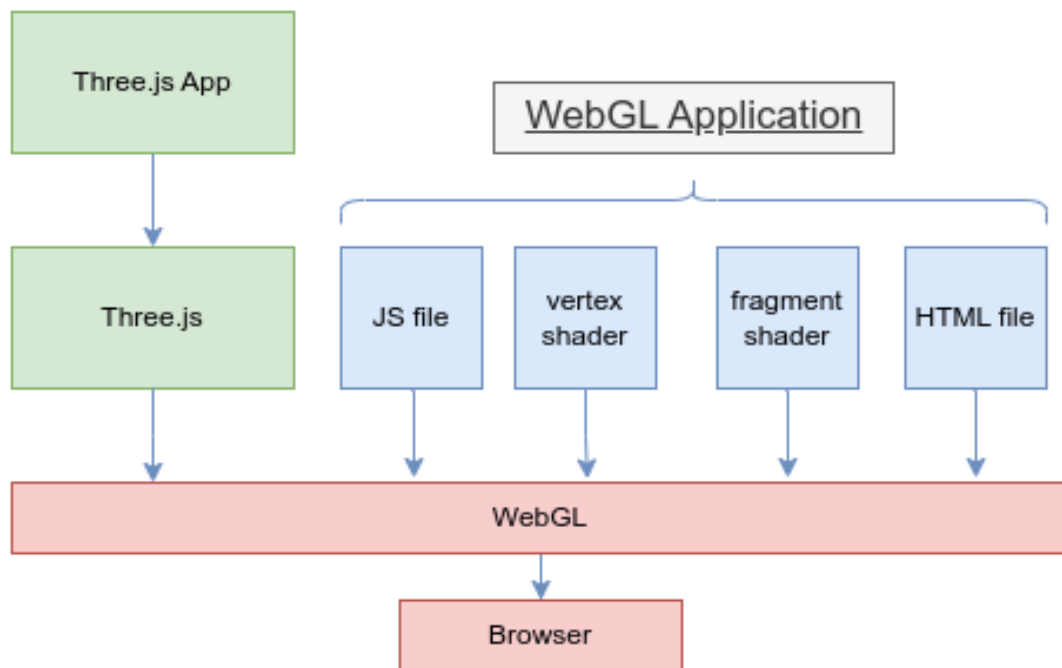 Three.js App
WebGL Application
Three.js
JS file
vertex
shader
fragment
shader
HTML file
WebGL
Browser